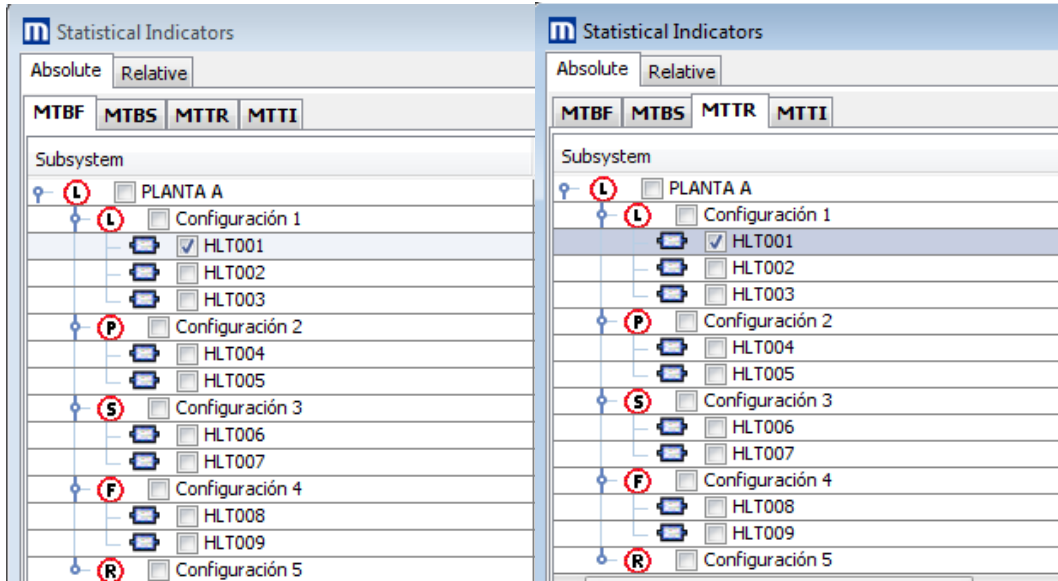 m Statistical Indicators
Absolute Relative
MTBF MTBS MTTR MTTI
Subsystem
L PLANTA A
L Configuración 1
HLT001
HLT002
HLT003
P Configuración 2
HLT004
HLT005
S Configuración 3
HLT006
HLT007
F Configuración 4
HLT008
HLT009
R Configuración 5
m Statistical Indicators
Absolute Relative
MTBF MTBS MTTR MTTI
Subsystem
L PLANTA A
L Configuración 1
HLT001
HLT002
HLT003
P Configuración 2
HLT004
HLT005
S Configuración 3
HLT006
HLT007
F Configuración 4
HLT008
HLT009
R Configuración 5